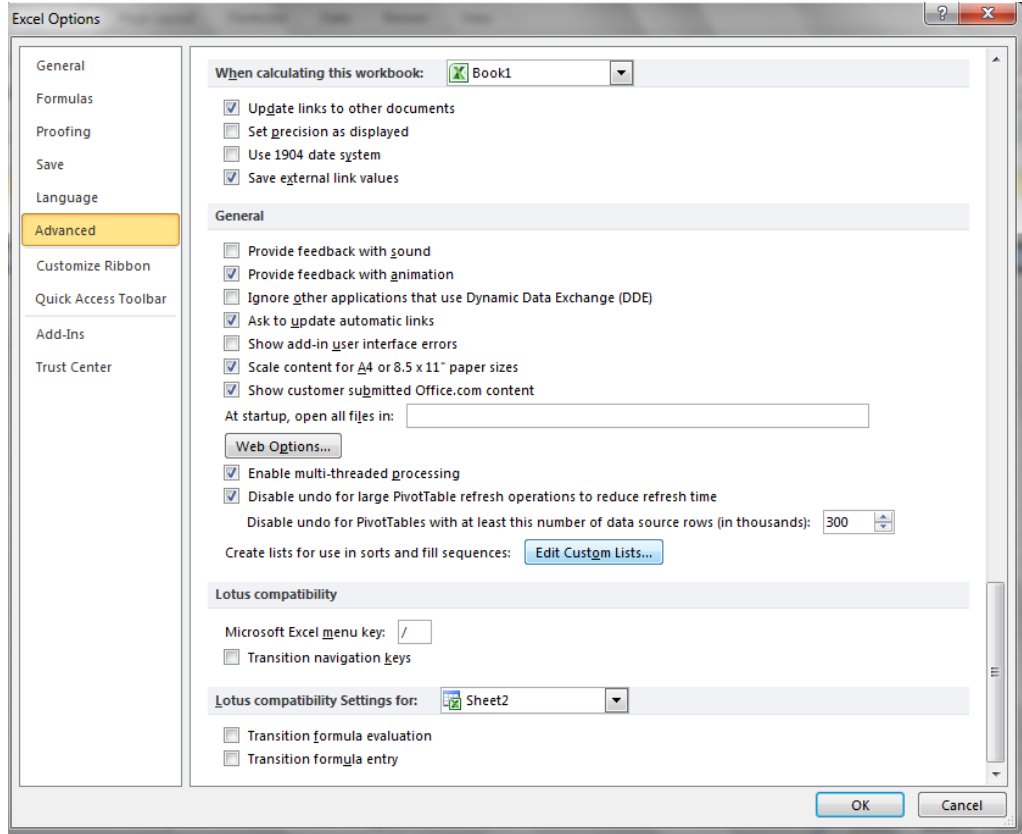 Excel Options
General
Formulas
Proofing
Save
Language
Advanced
Customize Ribbon
Quick Access Toolbar
Add-Ins
Trust Center
When calculating this workbook: Book1
Update links to other documents
Set precision as displayed
Use 1904 date system
Save external link values
General
Provide feedback with sound
Provide feedback with animation
Ignore other applications that use Dynamic Data Exchange (DDE)
Ask to update automatic links
Show add-in user interface errors
Scale content for A4 or 8.5 x 11" paper sizes
Show customer submitted Office.com content
At startup, open all files in:
Web Options...
Enable multi-threaded processing
Disable undo for large PivotTable refresh operations to reduce refresh time
Disable undo for PivotTables with at least this number of data source rows (in thousands): 300
Create lists for use in sorts and fill sequences: Edit Custom Lists...
Lotus compatibility
Microsoft Excel menu key: /
Transition navigation keys
Lotus compatibility Settings for: Sheet2
Transition formula evaluation
Transition formula entry
OK Cancel